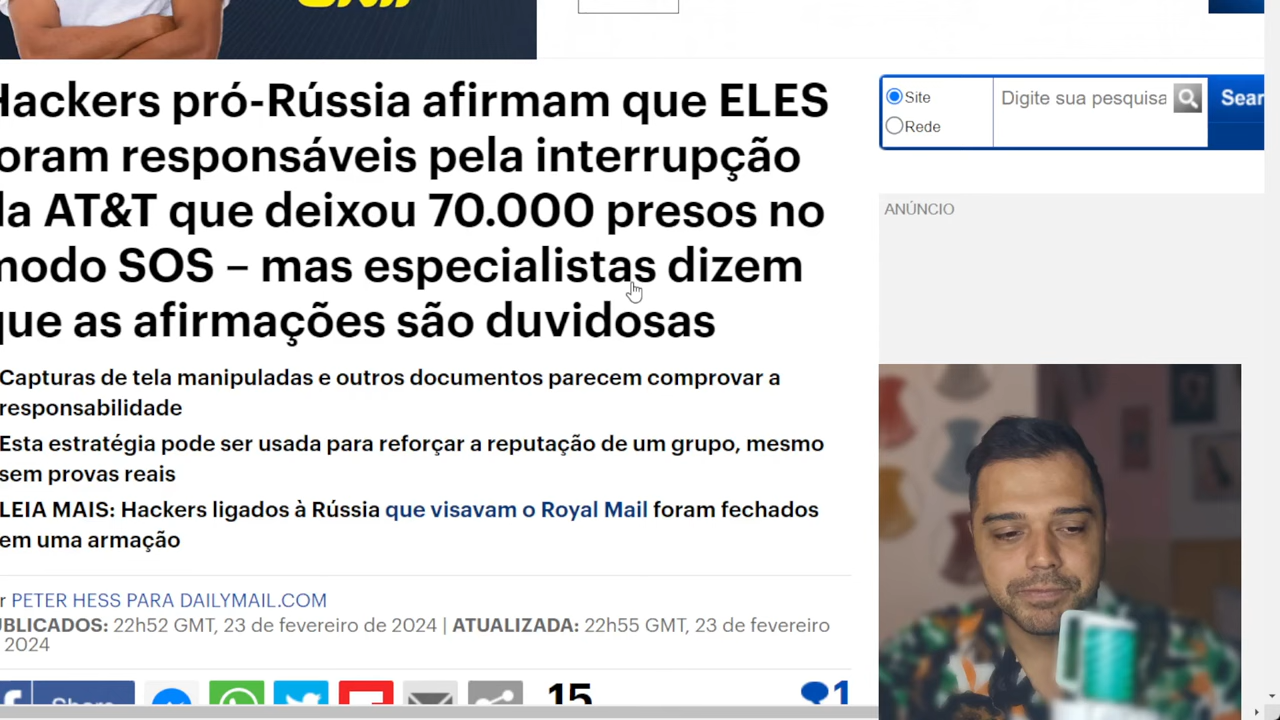 Site
Digite sua pesquisa
Sear
Rede
Hackers pró-Rússia afirmam que ELES
foram responsáveis pela interrupção
da AT&T que deixou 70.000 presos no
modo SOS – mas especialistas dizem
que as afirmações são duvidosas
ANÚNCIO
Capturas de tela manipuladas e outros documentos parecem comprovar a
responsabilidade
Esta estratégia pode ser usada para reforçar a reputação de um grupo, mesmo
sem provas reais
LEIA MAIS: Hackers ligados à Rússia que visavam o Royal Mail foram fechados
em uma armação
r PETER HESS PARA DAILYMAIL.COM
UBLICADOS: 22h52 GMT, 23 de fevereiro de 2024 | ATUALIZADA: 22h55 GMT, 23 de fevereiro
2024
Share
15
1